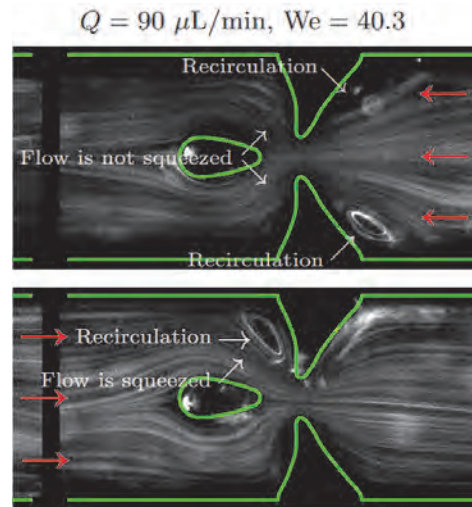 Q = 90 μL/min, We = 40.3
Recirculation
Flow is not squeezed
Recirculation
Recirculation
Flow is squeezed